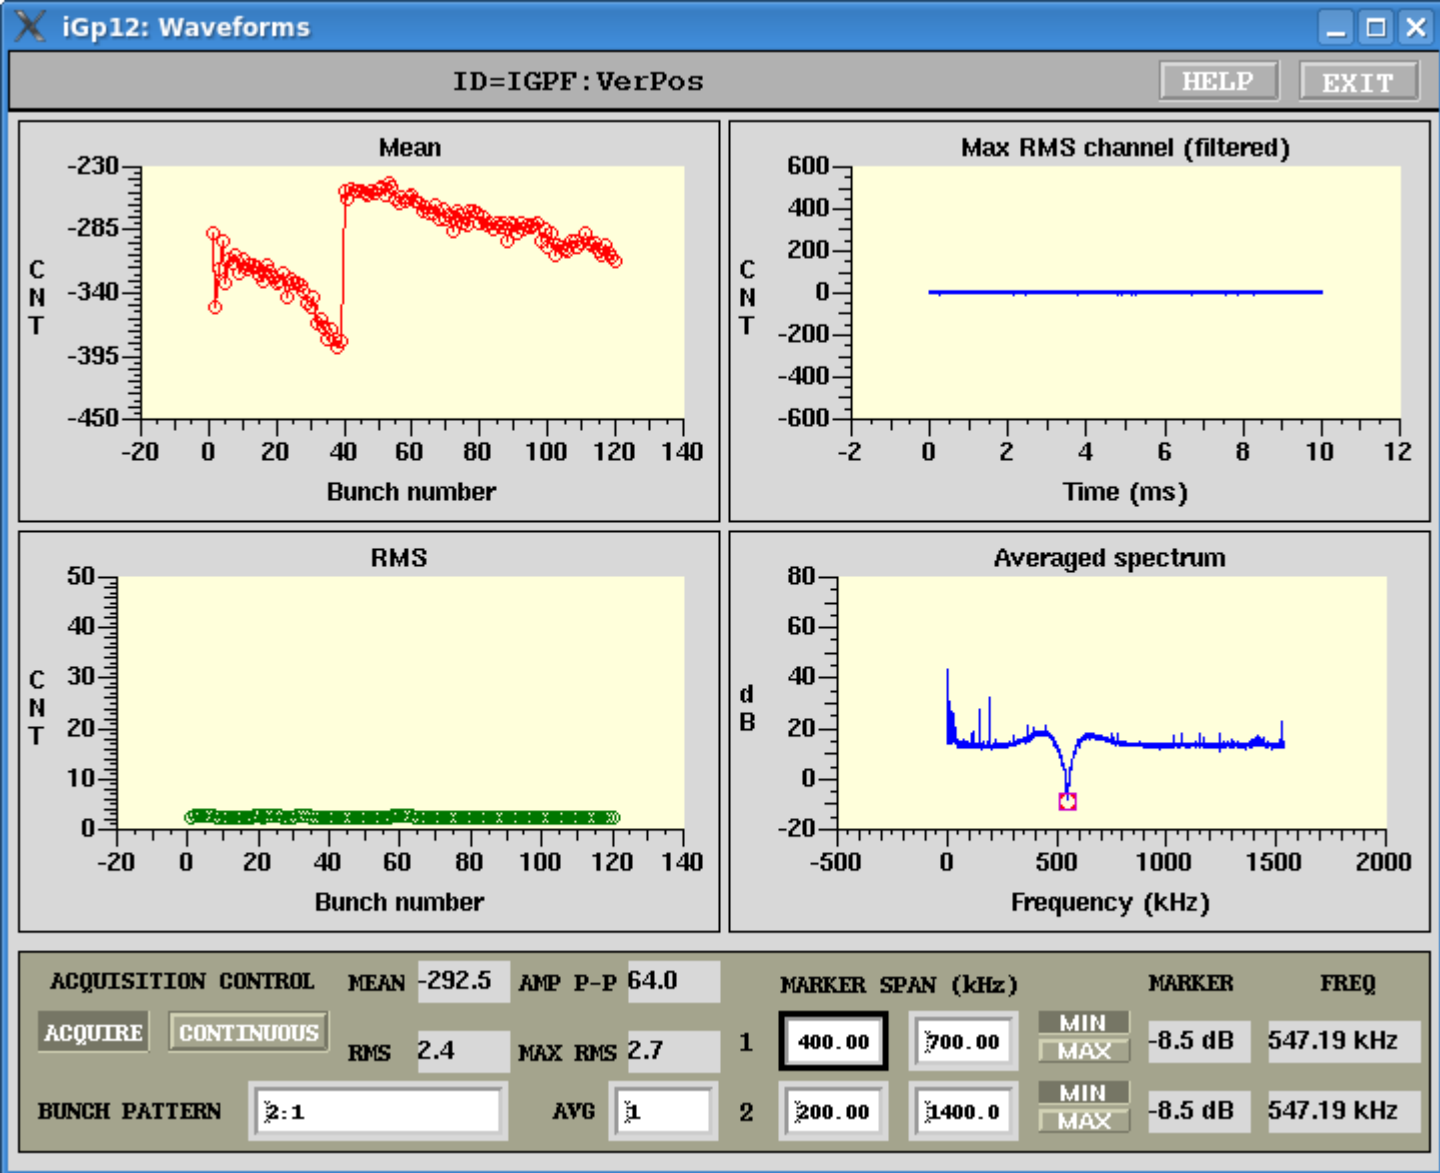 iGp12: Waveforms
ID=IGPF:VerPos
HELP
EXIT
Mean
CNT
-230
-285
-340
-395
-450
-20 0 20 40 60 80 100 120 140
Bunch number
Max RMS channel (filtered)
CNT
600
400
200
0
-200
-400
-600
-2 0 2 4 6 8 10 12
Time (ms)
RMS
CNT
50
40
30
20
10
0
-20 0 20 40 60 80 100 120 140
Bunch number
Averaged spectrum
dB
80
60
40
20
0
-20
-500 0 500 1000 1500 2000
Frequency (kHz)
ACQUISITION CONTROL
ACQUIRE
CONTINUOUS
MEAN -292.5 AMP P-P 64.0
RMS 2.4 MAX RMS 2.7
BUNCH PATTERN 2:1 AVG 1
MARKER SPAN (kHz) MARKER FREQ
1 400.00 700.00 MIN MAX -8.5 dB 547.19 kHz
2 200.00 1400.0 MIN MAX -8.5 dB 547.19 kHz